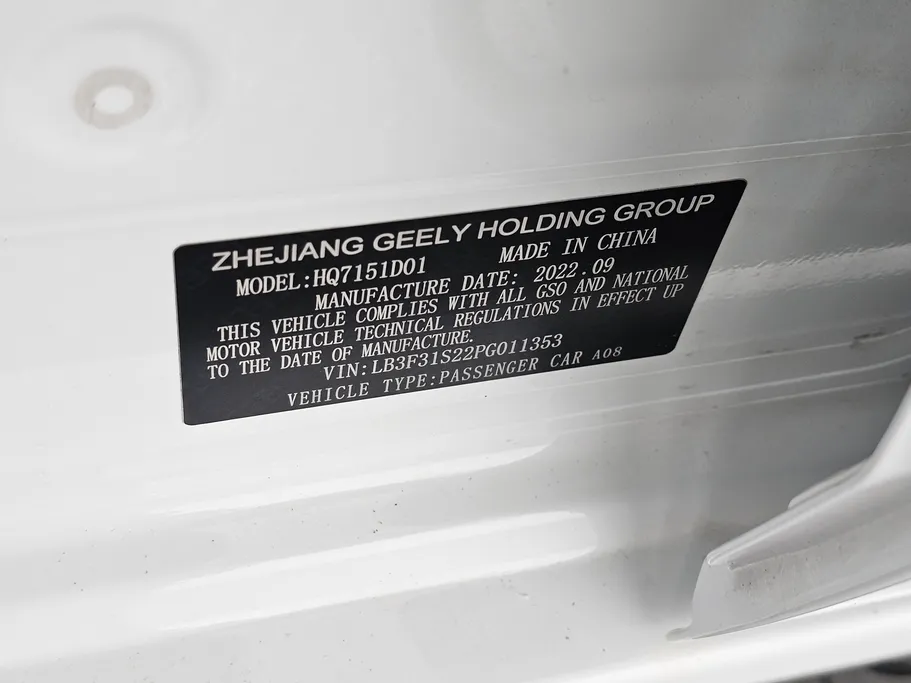 ZHEJIANG GEELY HOLDING GROUP
MODEL:HQ7151D01 MADE IN CHINA
MANUFACTURE DATE: 2022.09
THIS VEHICLE COMPLIES WITH ALL GSO AND NATIONAL
MOTOR VEHICLE TECHNICAL REGULATIONS IN EFFECT UP
TO THE DATE OF MANUFACTURE.
VIN:LB3F31S22PG011353
VEHICLE TYPE:PASSENGER CAR A08